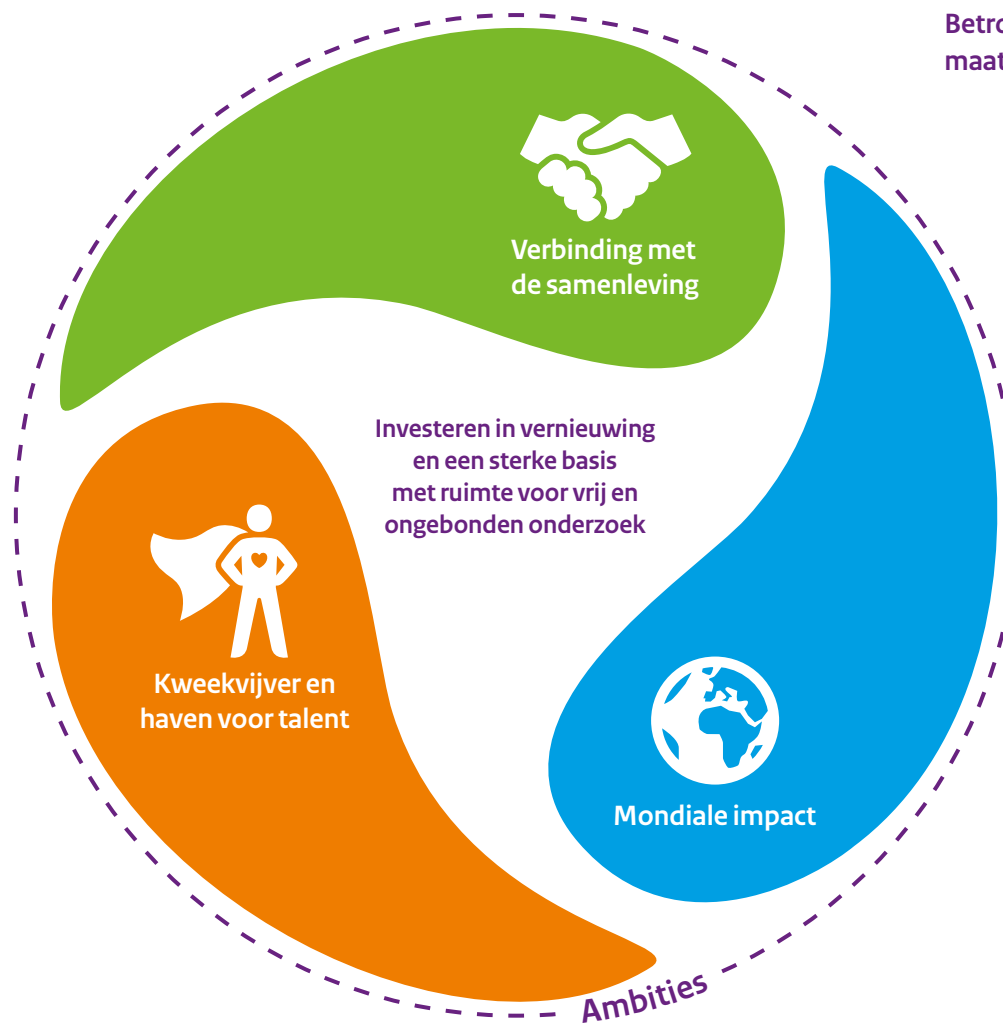 Verbinding met
de samenleving
Investeren in vernieuwing
en een sterke basis
met ruimte voor vrij en
ongebonden onderzoek
Kweekvijver en
haven voor talent
Mondiale impact
Ambities